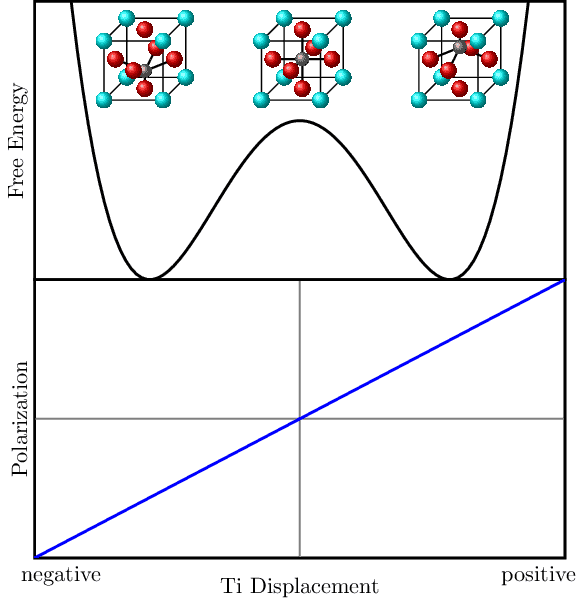 Free Energy
Polarization
negative
Ti Displacement
positive